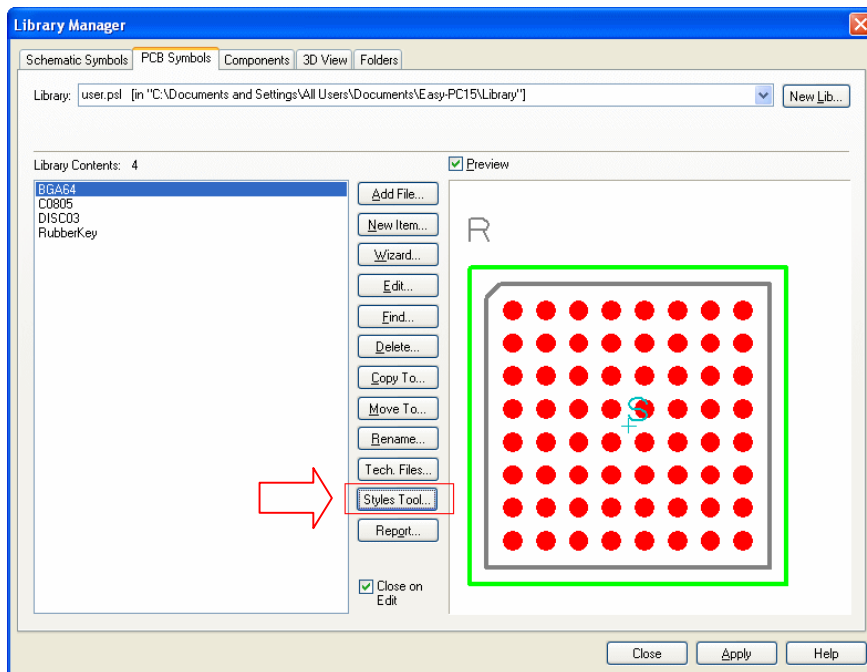 Library Manager
Schematic Symbols PCB Symbols Components 3D View Folders
Library: user.psl [in "C:\Documents and Settings\All Users\Documents\Easy-PC15\Library"] New Lib...
Library Contents: 4 Preview
BGA64
C0805
DISC03
RubberKey
Add File...
New Item...
Wizard...
Edit...
Find...
Delete...
Copy To...
Move To...
Rename...
Tech. Files...
Styles Tool...
Report...
Close on
Edit
R
S
Close Apply Help